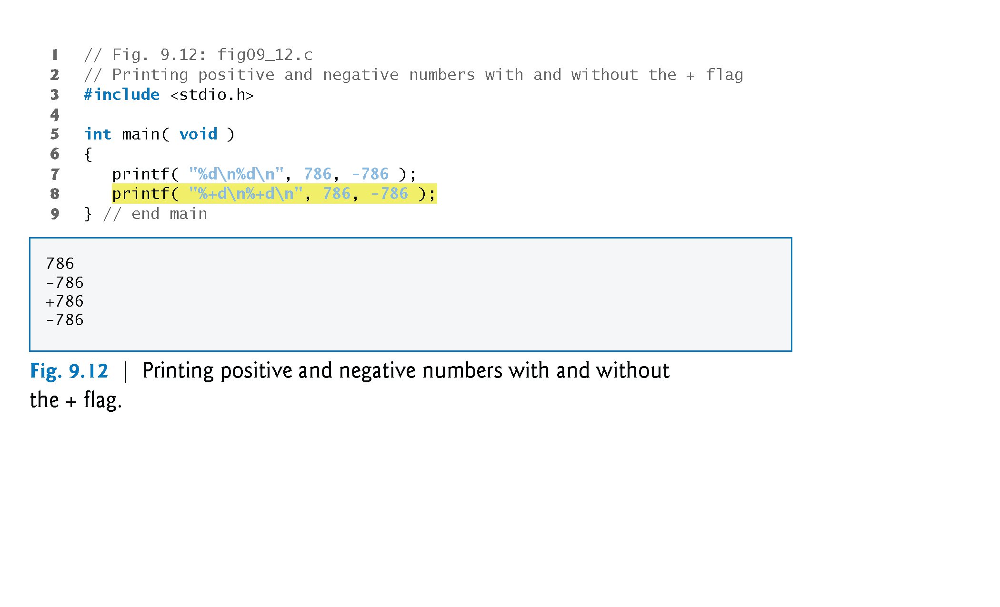 1 // Fig. 9.12: fig09_12.c
2 // Printing positive and negative numbers with and without the + flag
3 #include <stdio.h>
4
5 int main( void )
6 {
7 printf( "%d\n%d\n", 786, -786 );
8 printf( "%+d\n%+d\n", 786, -786 );
9 } // end main
786
-786
+786
-786
Fig. 9.12 | Printing positive and negative numbers with and without
the + flag.